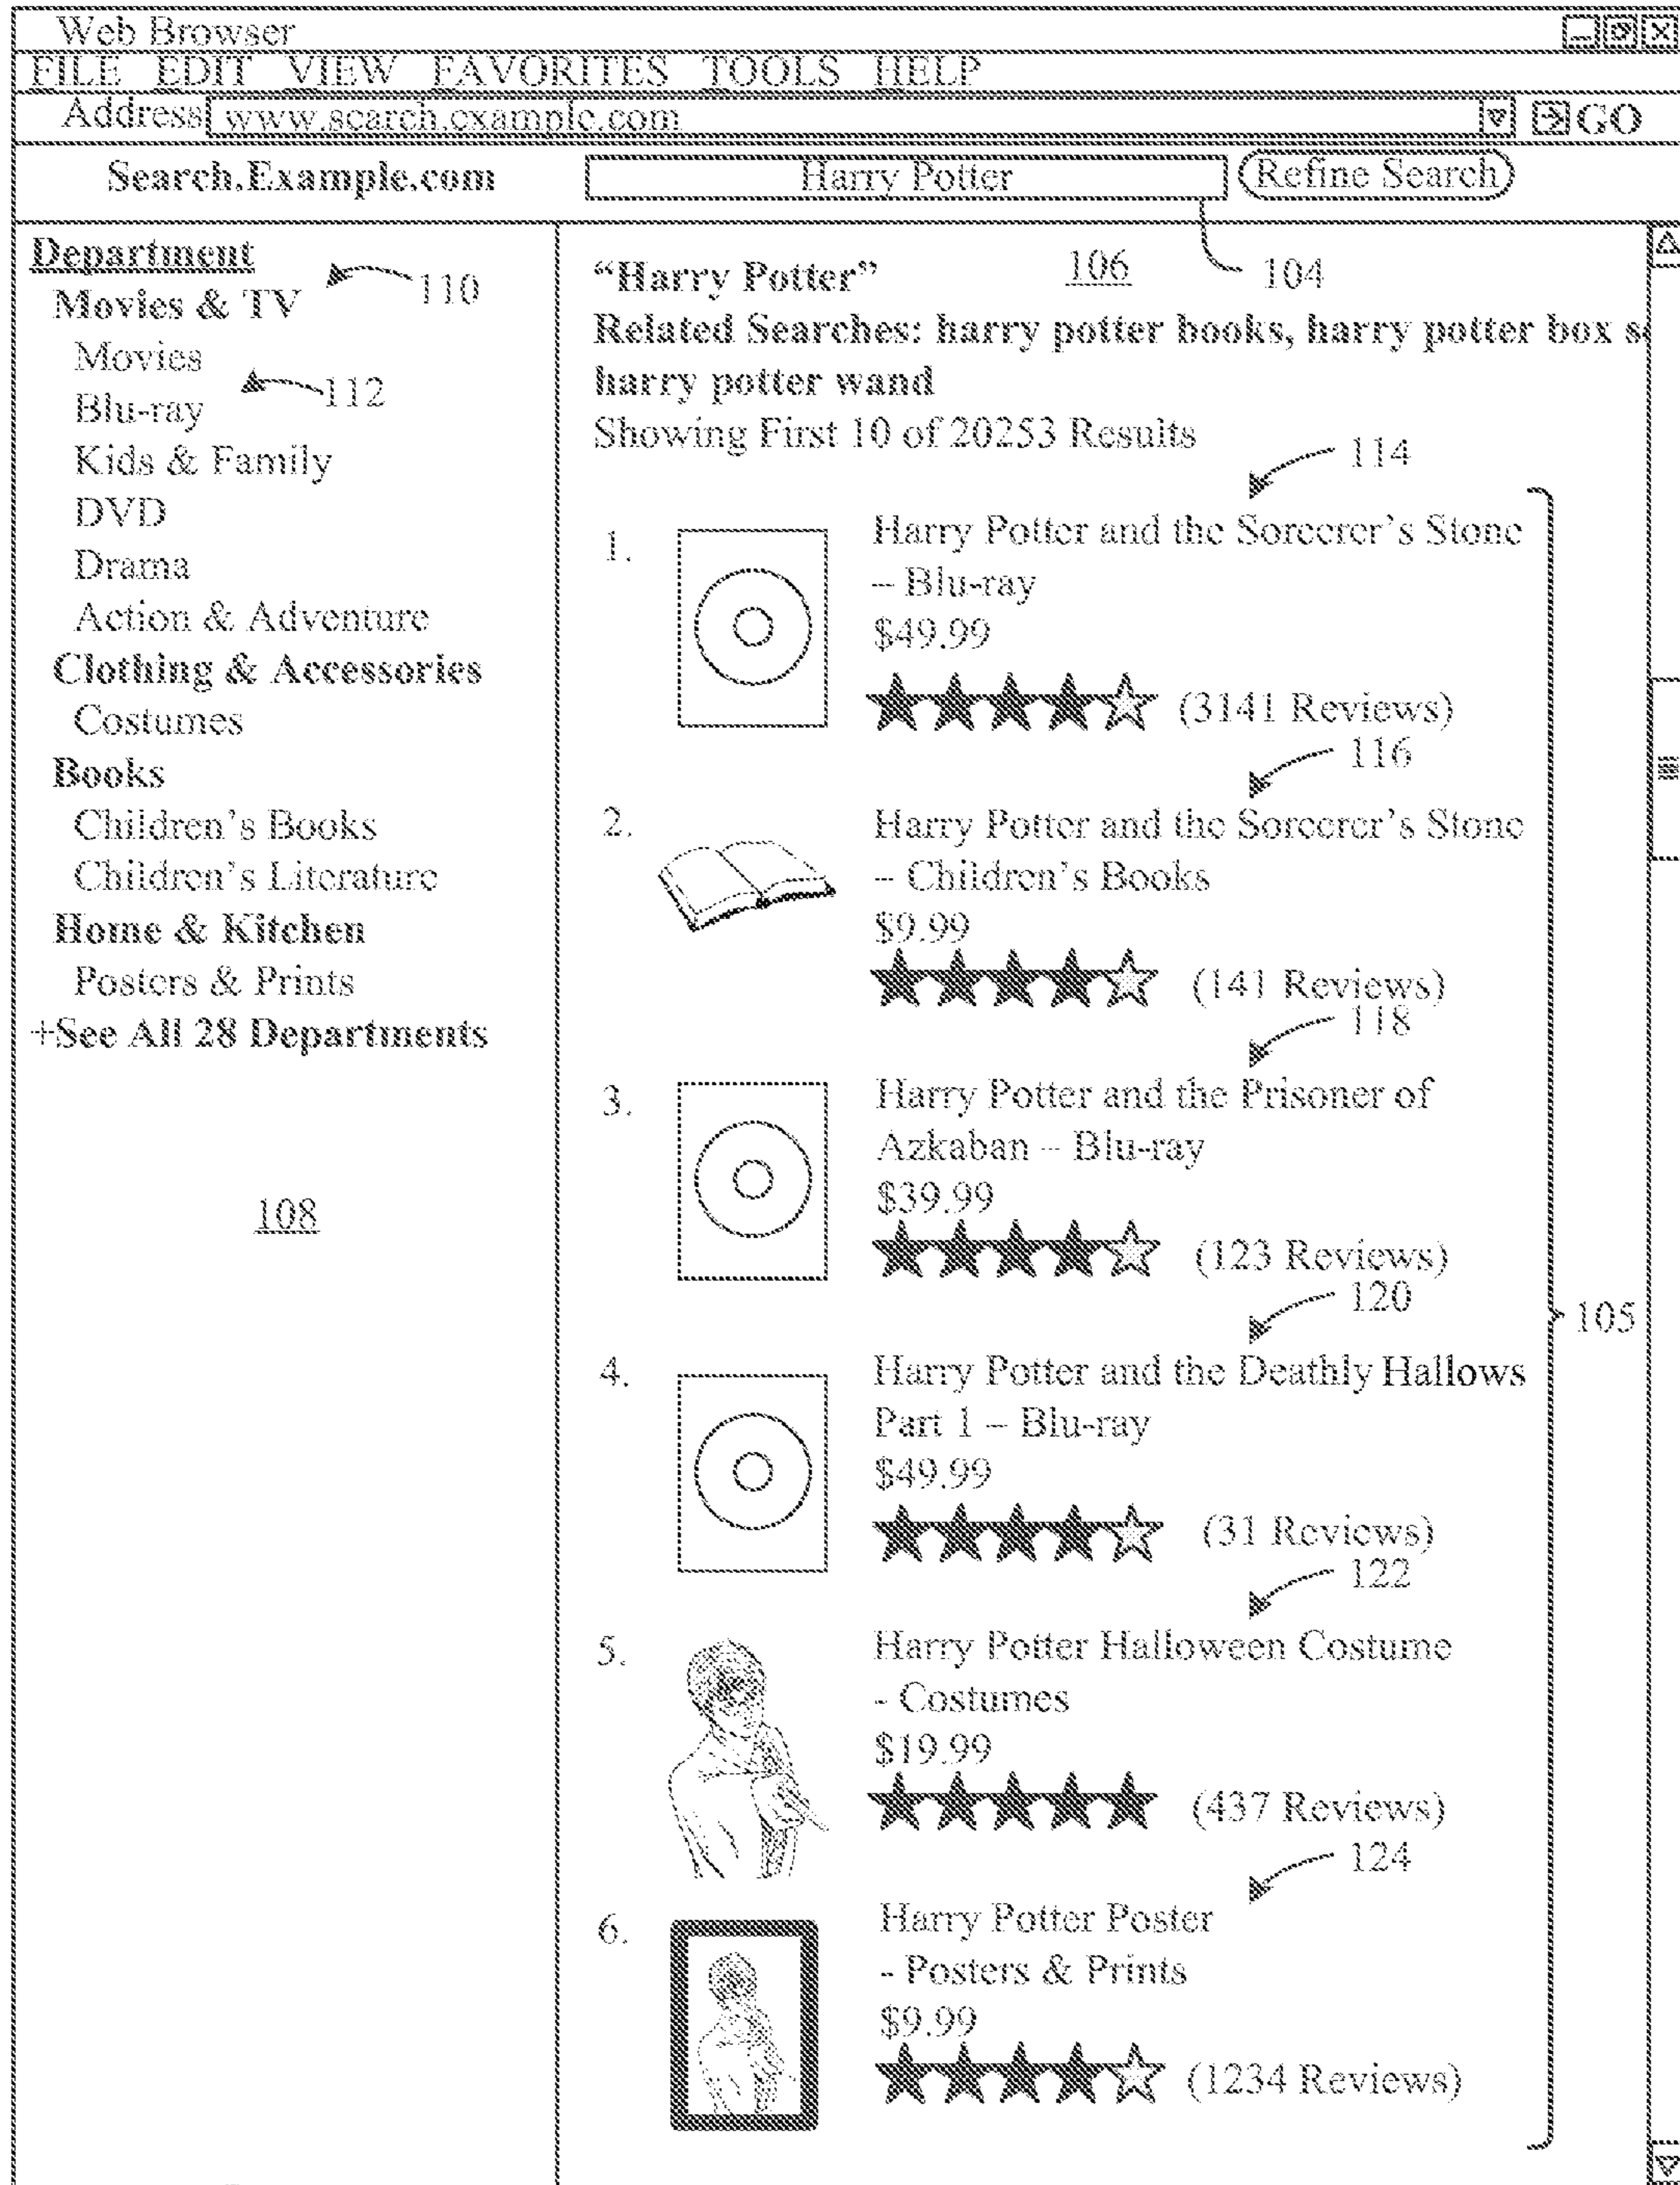 Web Browser
FILE EDIT VIEW FAVORITES TOOLS HELP
Address www.search.example.com GO
Search.Example.com Harry Potter Refine Search
104
Department
110
Movies & TV
Movies
112
Blu-ray
Kids & Family
DVD
Drama
Action & Adventure
Clothing & Accessories
Costumes
Books
Children's Books
Children's Literature
Home & Kitchen
Posters & Prints
+See All 28 Departments
108
“Harry Potter” 106
Related Searches: harry potter books, harry potter box
harry potter wand
Showing First 10 of 20253 Results
114
1. Harry Potter and the Sorcerer's Stone
– Blu-ray
$49.99
(3141 Reviews)
116
2. Harry Potter and the Sorcerer's Stone
– Children's Books
$9.99
(141 Reviews)
118
3. Harry Potter and the Prisoner of
Azkaban – Blu-ray
$39.99
(123 Reviews)
120
105
4. Harry Potter and the Deathly Hallows
Part 1 – Blu-ray
$49.99
(31 Reviews)
122
5. Harry Potter Halloween Costume
- Costumes
$19.99
(437 Reviews)
124
6. Harry Potter Poster
- Posters & Prints
$9.99
(1234 Reviews)